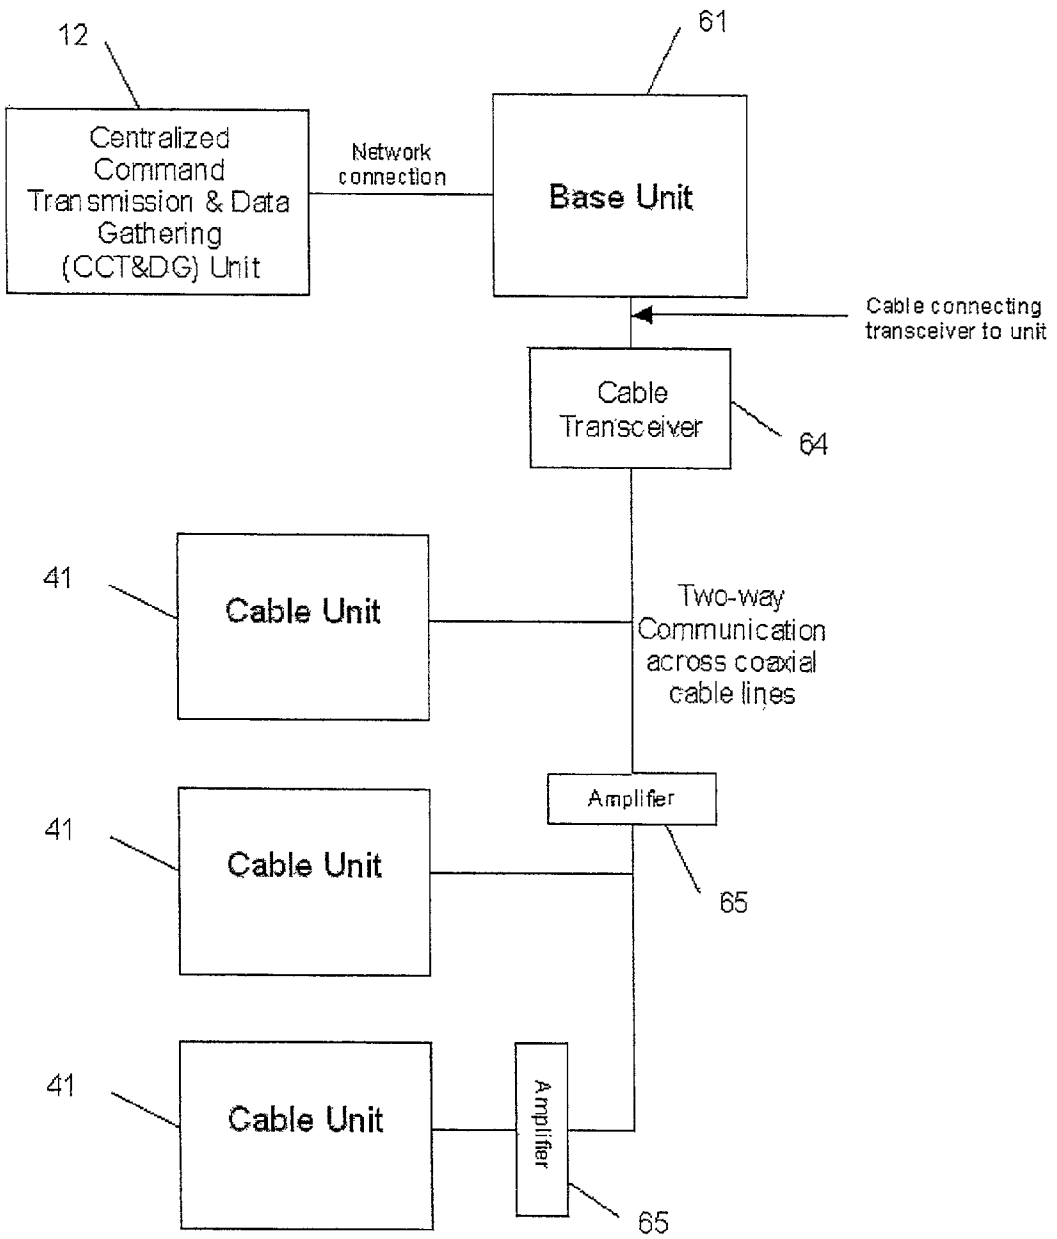 12
61
Centralized
Command
Transmission & Data
Gathering
(CCT&DG) Unit
Network
connection
Base Unit
Cable connecting
transceiver to unit
Cable
Transceiver
64
41
Cable Unit
Two-way
Communication
across coaxial
cable lines
Amplifier
41
Cable Unit
65
41
Cable Unit
Amplifier
65